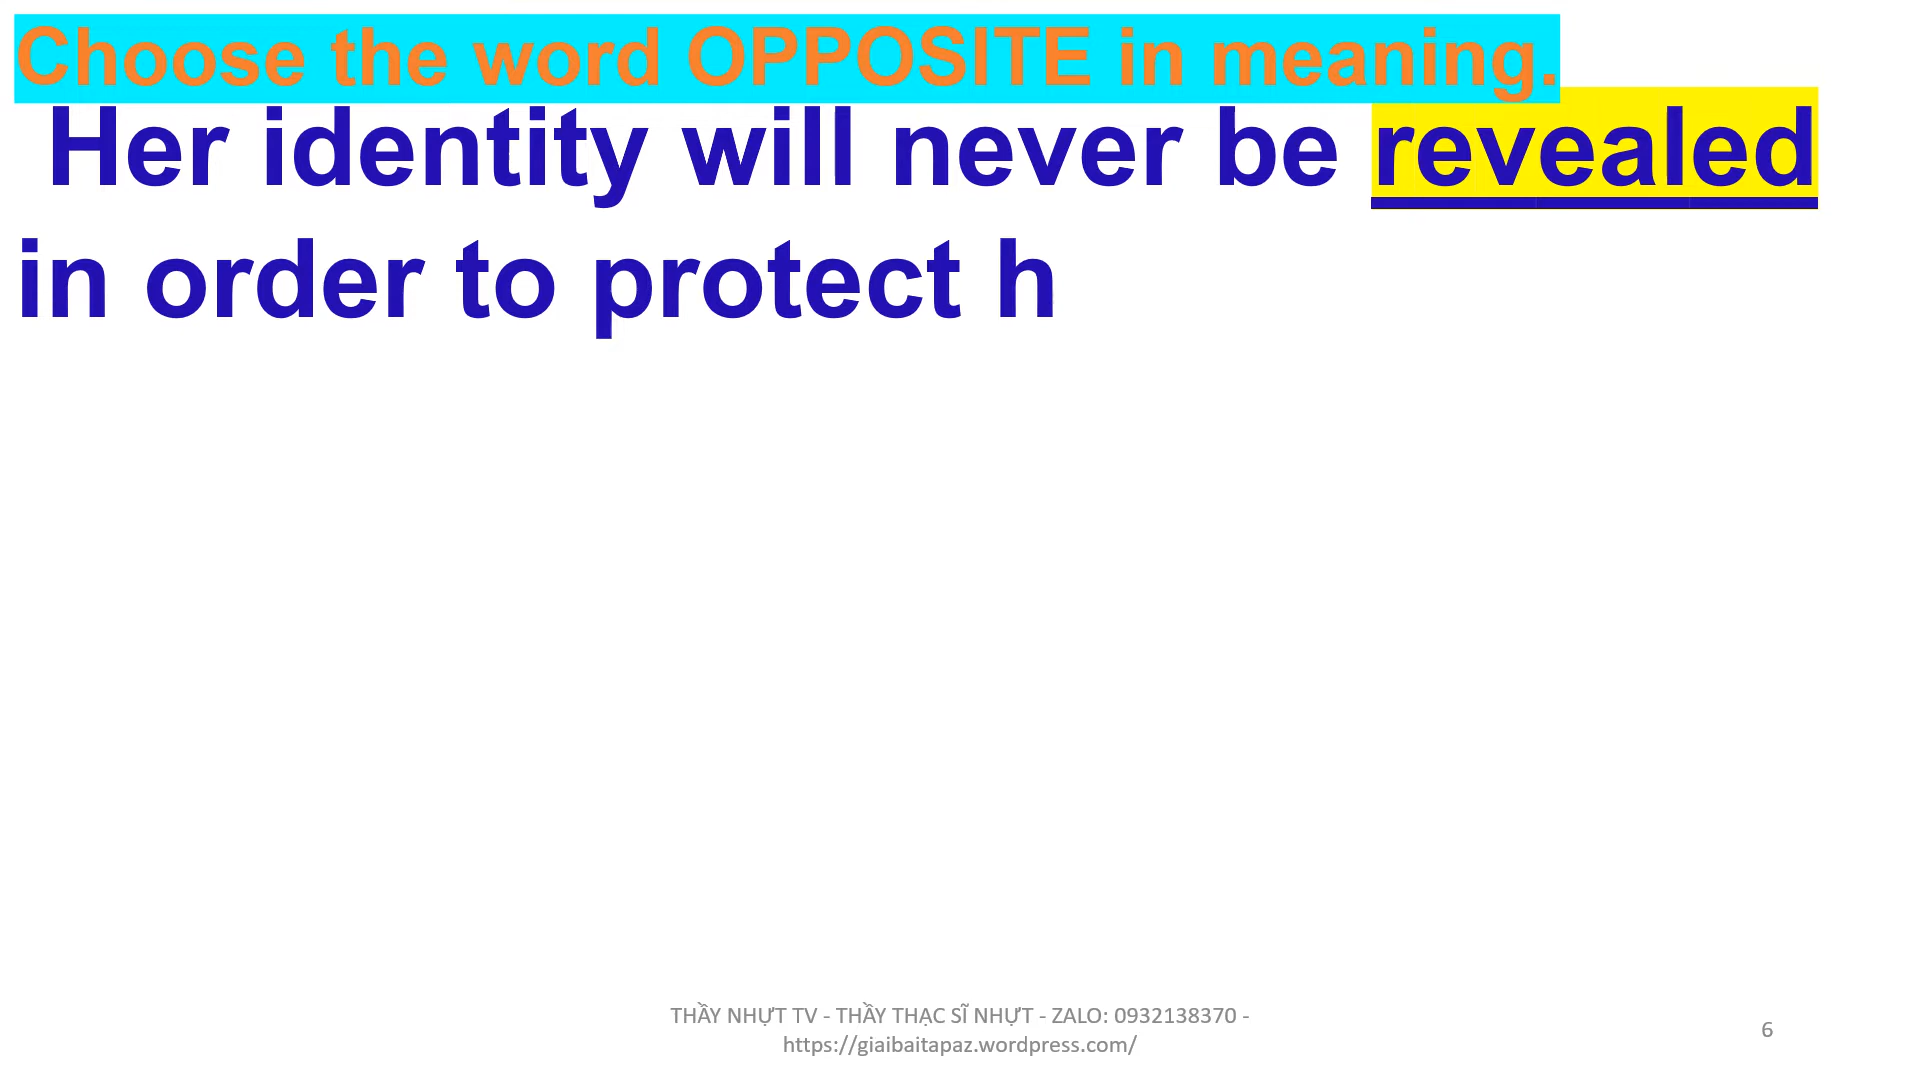 Choose the word OPPOSITE in meaning.
Her identity will never be revealed
in order to protect h
THẦY NHỰT TV - THẦY THẠC SĨ NHỰT - ZALO: 0932138370 -
https://giaibaitapaz.wordpress.com/
6